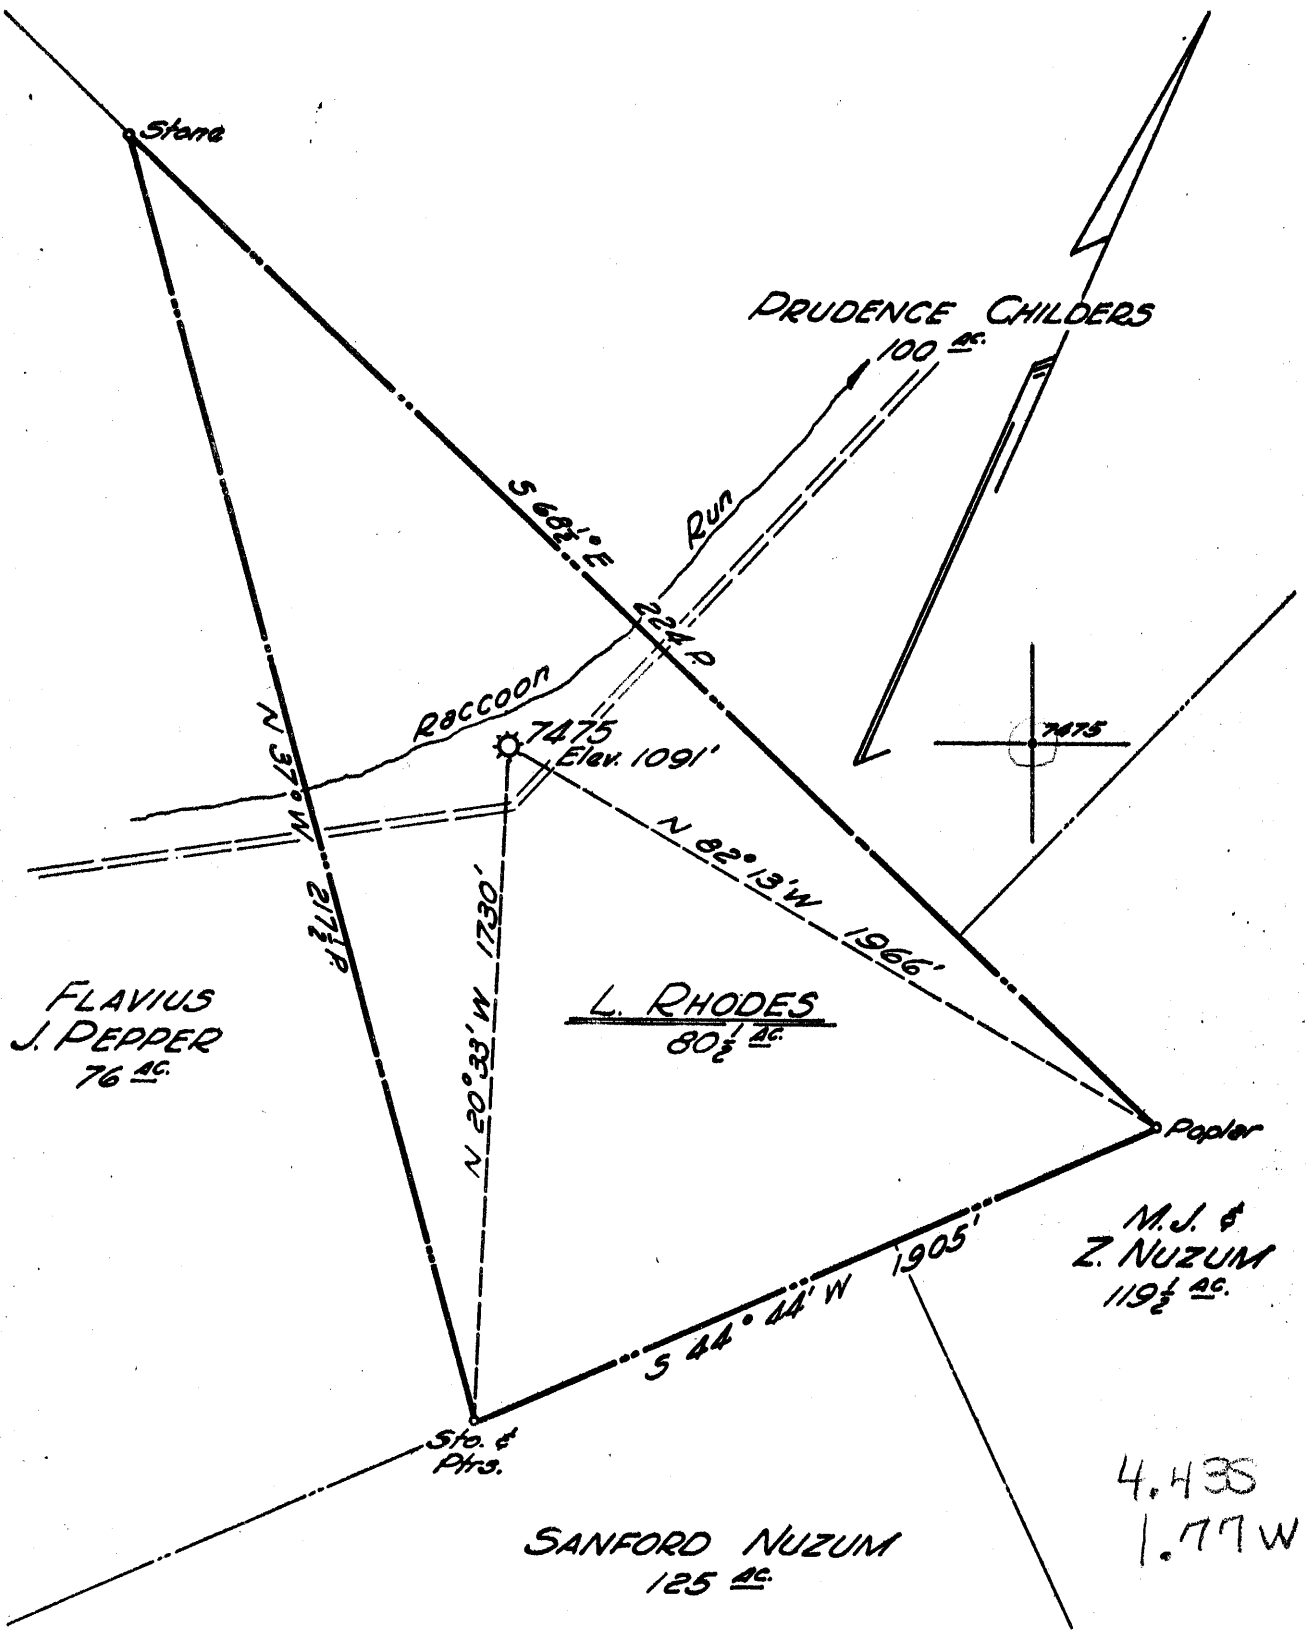 Stone
PRUDENCE CHILDERS
100 AC.
S 68½° E
224 P.
Run
Raccoon
7475
Elev. 1091'
7475
N 37° W
217½ P.
N 82° 13' W 1966'
N 20° 33' W 1730'
FLAVIUS
J. PEPPER
76 AC.
L. RHODES
80½ AC.
Poplar
M.J. &
Z. NUZUM
119½ AC.
S 44° 44' W 1905'
Sto. &
Ptrs.
SANFORD NUZUM
125 AC.
4.43S
1.77W